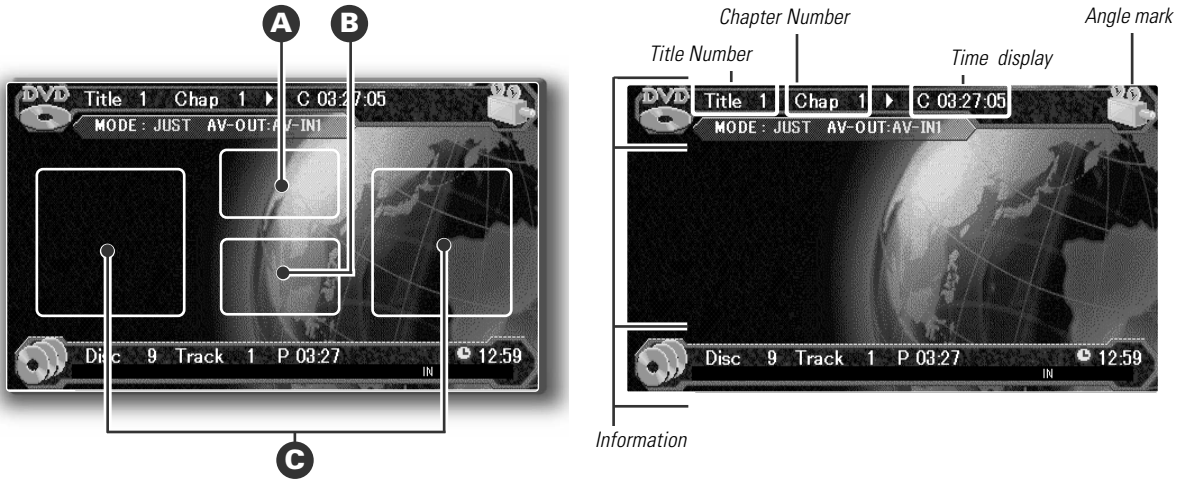 A B
DVD Title 1 Chap 1 C 03:27:05
MODE : JUST AV-OUT:AV-IN1
Disc 9 Track 1 P 03:27 12:59
IN
C
Chapter Number Angle mark
Title Number Time display
DVD Title 1 Chap 1 C 03:27:05
MODE : JUST AV-OUT:AV-IN1
Disc 9 Track 1 P 03:27 12:59
IN
Information